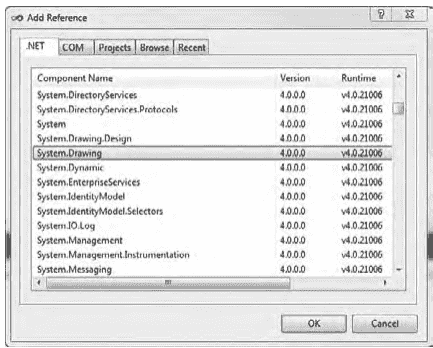 Add Reference
.NET COM Projects Browse Recent
Component Name Version Runtime
System.DirectoryServices 4.0.0.0 v4.0.21006
System.DirectoryServices.Protocols 4.0.0.0 v4.0.21006
System 4.0.0.0 v4.0.21006
System.Drawing.Design 4.0.0.0 v4.0.21006
System.Drawing 4.0.0.0 v4.0.21006
System.Dynamic 4.0.0.0 v4.0.21006
System.EnterpriseServices 4.0.0.0 v4.0.21006
System.IdentityModel 4.0.0.0 v4.0.21006
System.IdentityModel.Selectors 4.0.0.0 v4.0.21006
System.IO.Log 4.0.0.0 v4.0.21006
System.Management 4.0.0.0 v4.0.21006
System.Management.Instrumentation 4.0.0.0 v4.0.21006
System.Messaging 4.0.0.0 v4.0.21006
OK Cancel